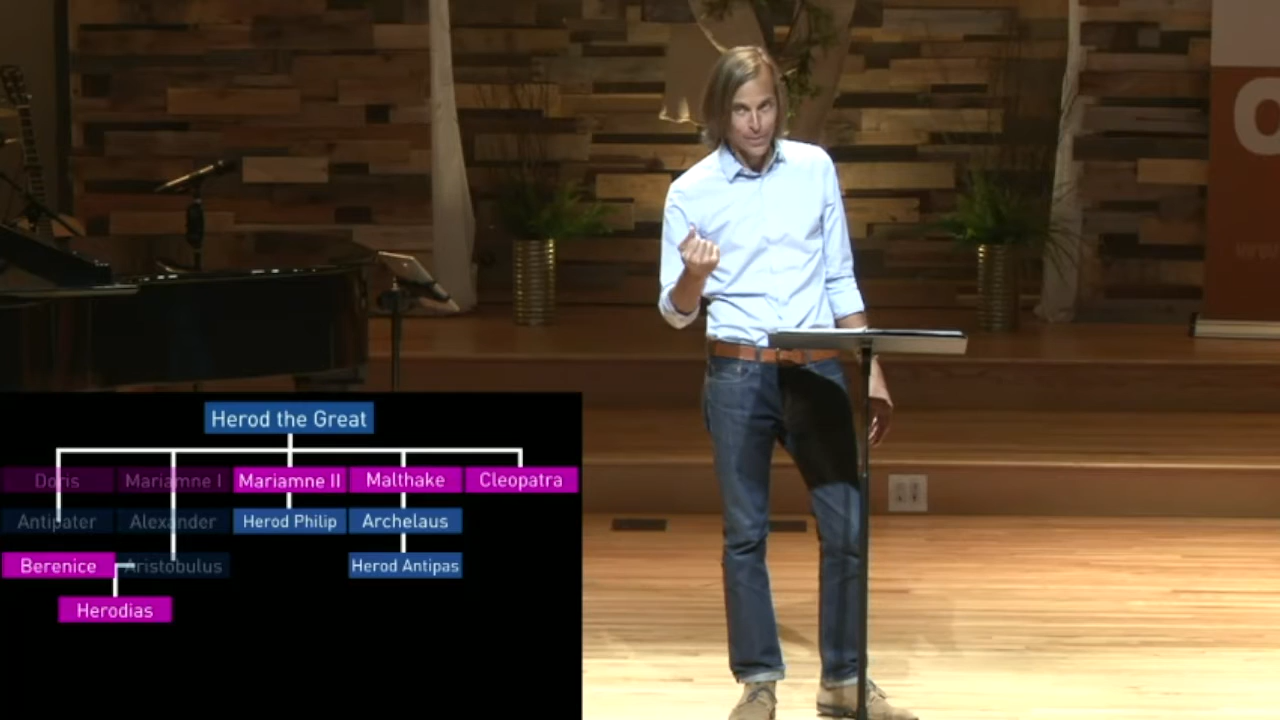 Herod the Great
Doris Mariamne I Mariamne II Malthake Cleopatra
Antipater Alexander Herod Philip Archelaus
Berenice Aristobulus Herod Antipas
Herodias